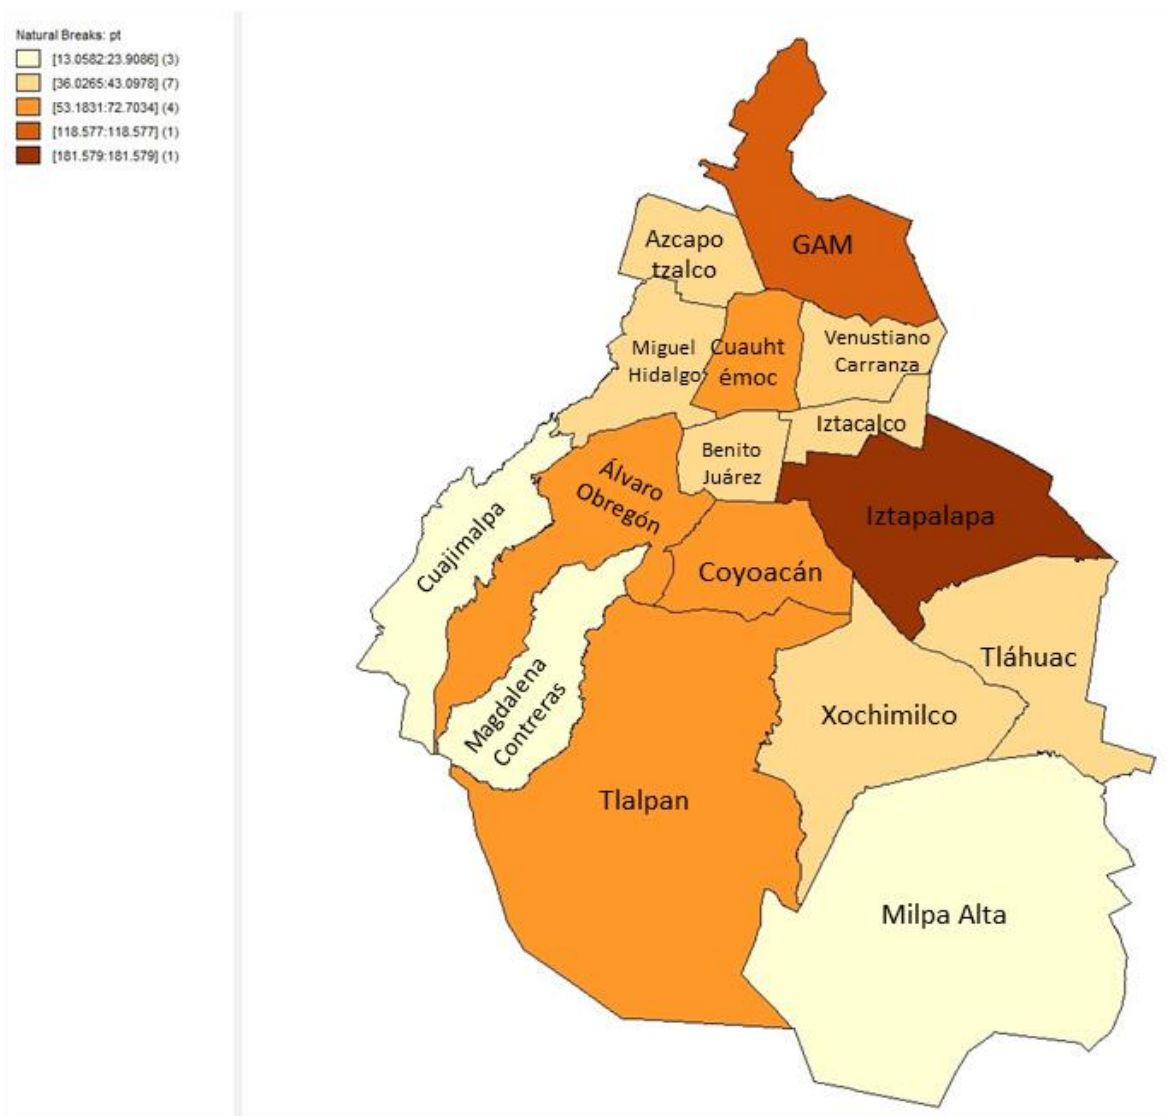 Natural Breaks: pt
[13.0582:23.9086] (3)
[36.0265:43.0978] (7)
[53.1831:72.7034] (4)
[118.577:118.577] (1)
[181.579:181.579] (1)
GAM
Azcapo
tzalco
Miguel
Hidalgo
Cuauht
émoc
Venustiano
Carranza
Iztacalco
Benito
Juárez
Álvaro
Obregón
Cuajimalpa
Iztapalapa
Coyoacán
Magdalena
Contreras
Tláhuac
Xochimilco
Tlalpan
Milpa Alta